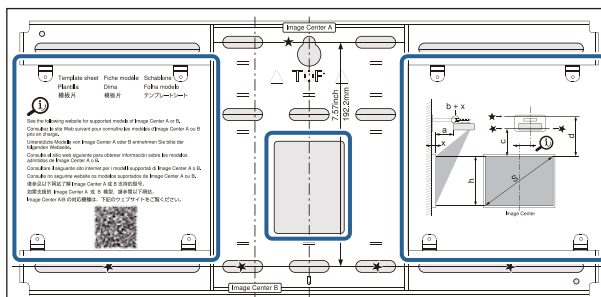 Image Center A
Template sheet Fiche modèle Schablone
Plantilla Dima Folha modelo
模板片 模板片 テンプレートシート
See the following website for supported models of Image Center A or B.
Consultez le site Web suivant pour connaître les modèles d'Image Center A ou B
pris en charge.
Unterstützte Modelle von Image Center A oder B entnehmen Sie bitte der
folgenden Webseite.
Consulte el sitio web siguiente para obtener información sobre los modelos
admitidos de Image Center A o B.
Consultare il seguente sito internet per i modelli supportati di Image Center A o B.
Consulte no seguinte website os modelos suportados de Image Center A ou B.
请参见以下网站了解 Image Center A 或 B 支持的型号。
如需支援的 Image Center A 或 B 機型，請參閱以下網站。
Image Center A/B の対応機種は、下記のウェブサイトをご覧ください。
7.57inch
192.2mm
b + x
a
x
c
d
h
S
Image Center
Image Center B